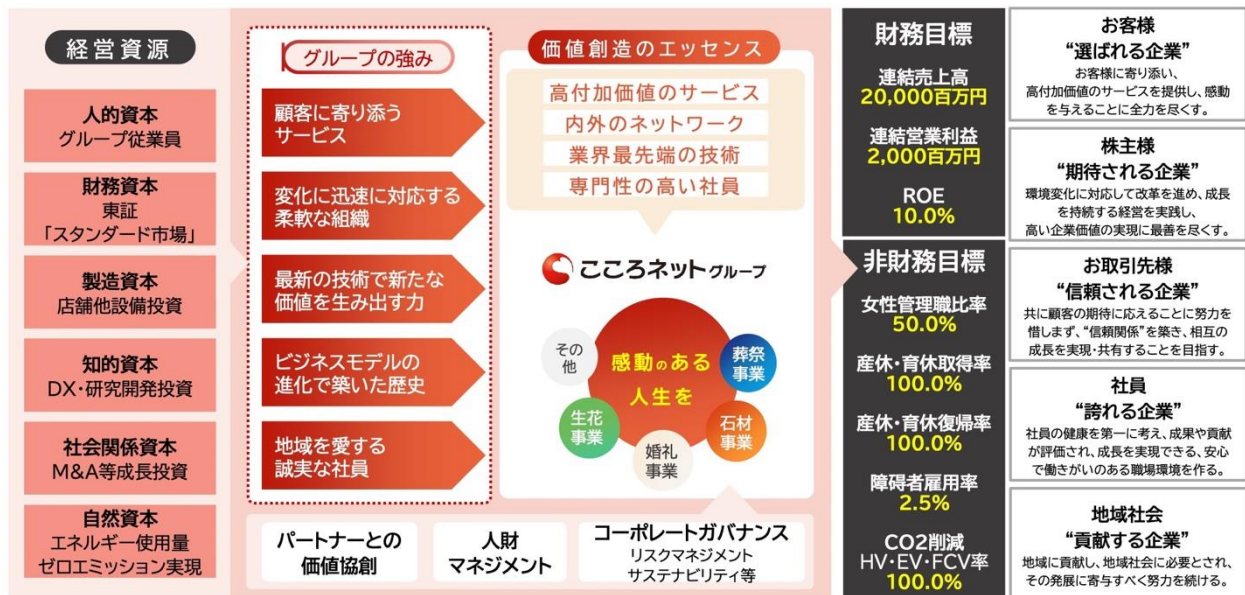 経営資源
人的資本
グループ従業員
財務資本
東証
「スタンダード市場」
製造資本
店舗他設備投資
知的資本
DX・研究開発投資
社会関係資本
M&A等成長投資
自然資本
エネルギー使用量
ゼロエミッション実現
グループの強み
顧客に寄り添う
サービス
変化に迅速に対応する
柔軟な組織
最新の技術で新たな
価値を生み出す力
ビジネスモデルの
進化で築いた歴史
地域を愛する
誠実な社員
価値創造のエッセンス
高付加価値のサービス
内外のネットワーク
業界最先端の技術
専門性の高い社員
こころネットグループ
感動のある
人生を
その
他
葬祭
事業
生花
事業
石材
事業
婚礼
事業
パートナーとの
価値協創
人財
マネジメント
コーポレートガバナンス
リスクマネジメント
サステナビリティ等
財務目標
連結売上高
20,000百万円
連結営業利益
2,000百万円
ROE
10.0%
非財務目標
女性管理職比率
50.0%
産休・育休取得率
100.0%
産休・育休復帰率
100.0%
障碍者雇用率
2.5%
CO2削減
HV・EV・FCV率
100.0%
お客様
“選ばれる企業”
お客様に寄り添い、
高付加価値のサービスを提供し、感動
を与えることに全力を尽くす。
株主様
“期待される企業”
環境変化に対応して改革を進め、成長
を持続する経営を実践し、
高い企業価値の実現に最善を尽くす。
お取引先様
“信頼される企業”
共に顧客の期待に応えることに努力を
惜しまず、“信頼関係”を築き、相互の
成長を実現・共有することを目指す。
社員
“誇れる企業”
社員の健康を第一に考え、成果や貢献
が評価され、成長を実現できる、安心
で働きがいのある職場環境を作る。
地域社会
“貢献する企業”
地域に貢献し、地域社会に必要とされ、
その発展に寄与すべく努力を続ける。